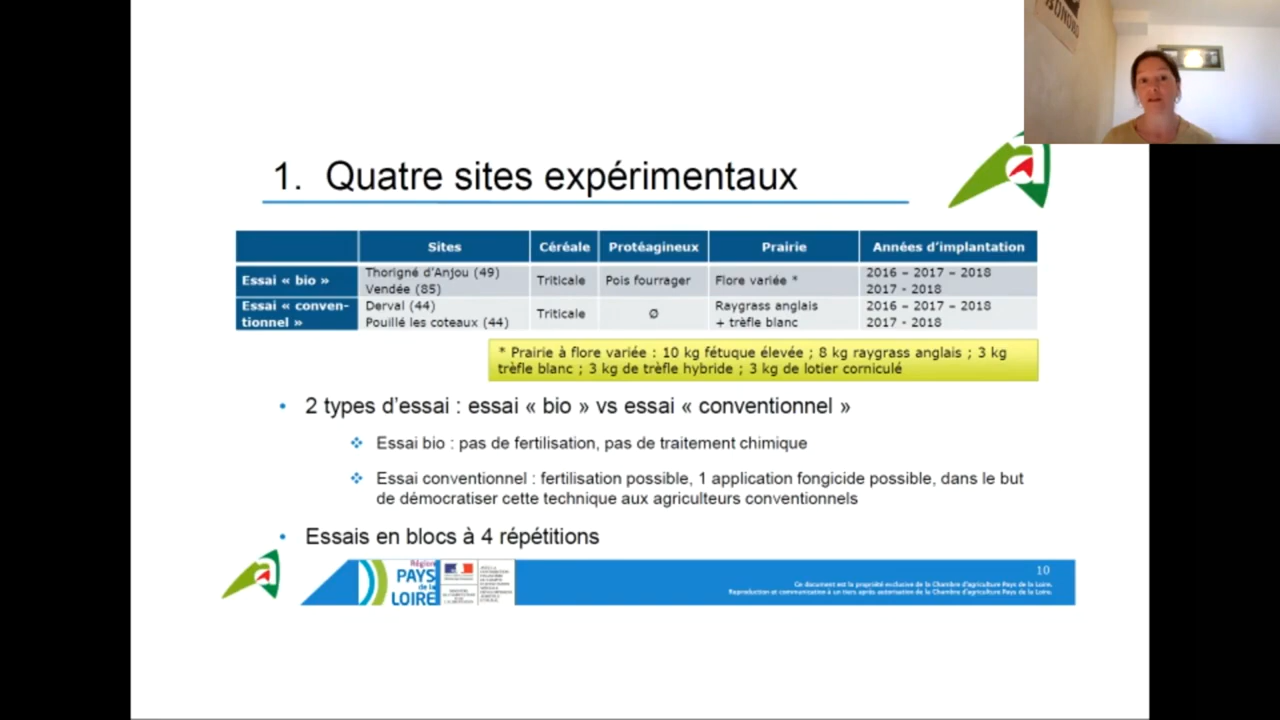 1. Quatre sites expérimentaux
Sites Céréale Protéagineux Prairie Années d'implantation
Essai « bio » Thorigné d'Anjou (49) Triticale Pois fourrager Flore variée * 2016 – 2017 – 2018
Vendée (85) 2017 - 2018
Essai « conven- Derval (44) Triticale Ø Raygrass anglais 2016 – 2017 – 2018
tionnel » Pouillé les coteaux (44) + trèfle blanc 2017 - 2018
* Prairie à flore variée : 10 kg fétuque élevée ; 8 kg raygrass anglais ; 3 kg
trèfle blanc ; 3 kg de trèfle hybride ; 3 kg de lotier corniculé
• 2 types d'essai : essai « bio » vs essai « conventionnel »
❖ Essai bio : pas de fertilisation, pas de traitement chimique
❖ Essai conventionnel : fertilisation possible, 1 application fongicide possible, dans le but
de démocratiser cette technique aux agriculteurs conventionnels
• Essais en blocs à 4 répétitions
Région
PAYS
de la
LOIRE
10
Ce document est la propriété exclusive de la Chambre d'agriculture Pays de la Loire.
Reproduction et communication à un tiers après autorisation de la Chambre d'agriculture Pays de la Loire.